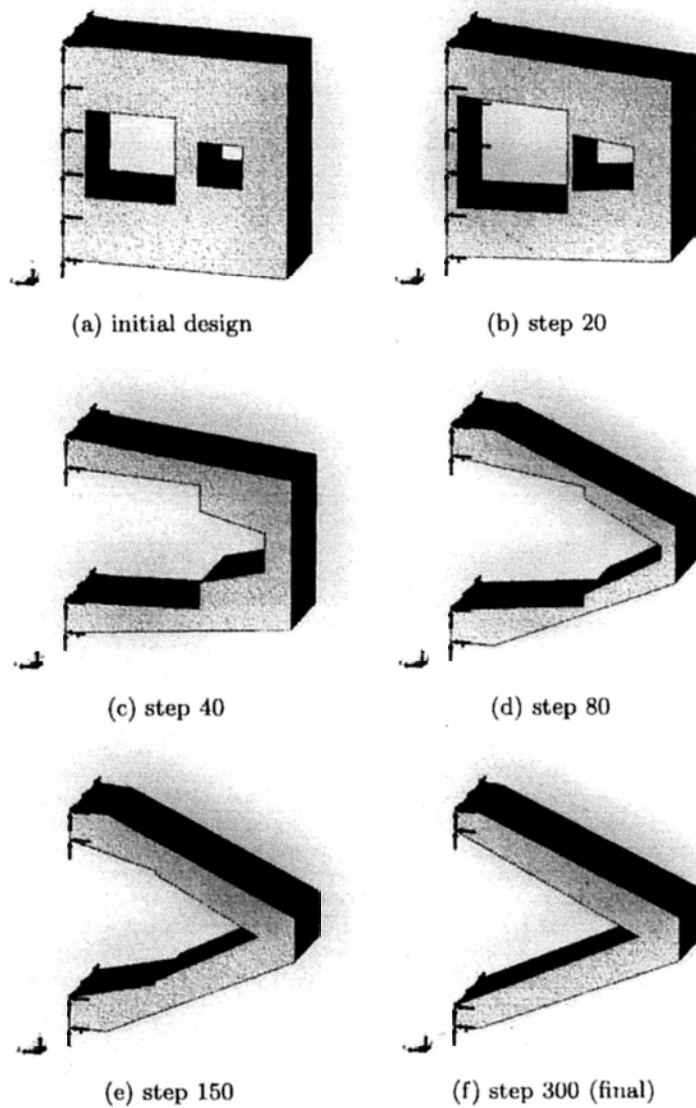 (a) initial design
(b) step 20
(c) step 40
(d) step 80
(e) step 150
(f) step 300 (final)